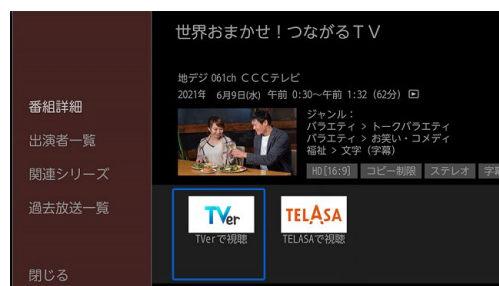 世界おまかせ！つながるＴＶ
地デジ 061ch ＣＣＣテレビ
2021年 6月9日(水) 午前 0:30～午前 1:32 (62分)
ジャンル：
バラエティ > トークバラエティ
バラエティ > お笑い・コメディ
福祉 > 文字（字幕）
HD[16:9] コピー制限 ステレオ 字幕
番組詳細
出演者一覧
関連シリーズ
過去放送一覧
閉じる
TVer TELASA
TVerで視聴 TELASAで視聴